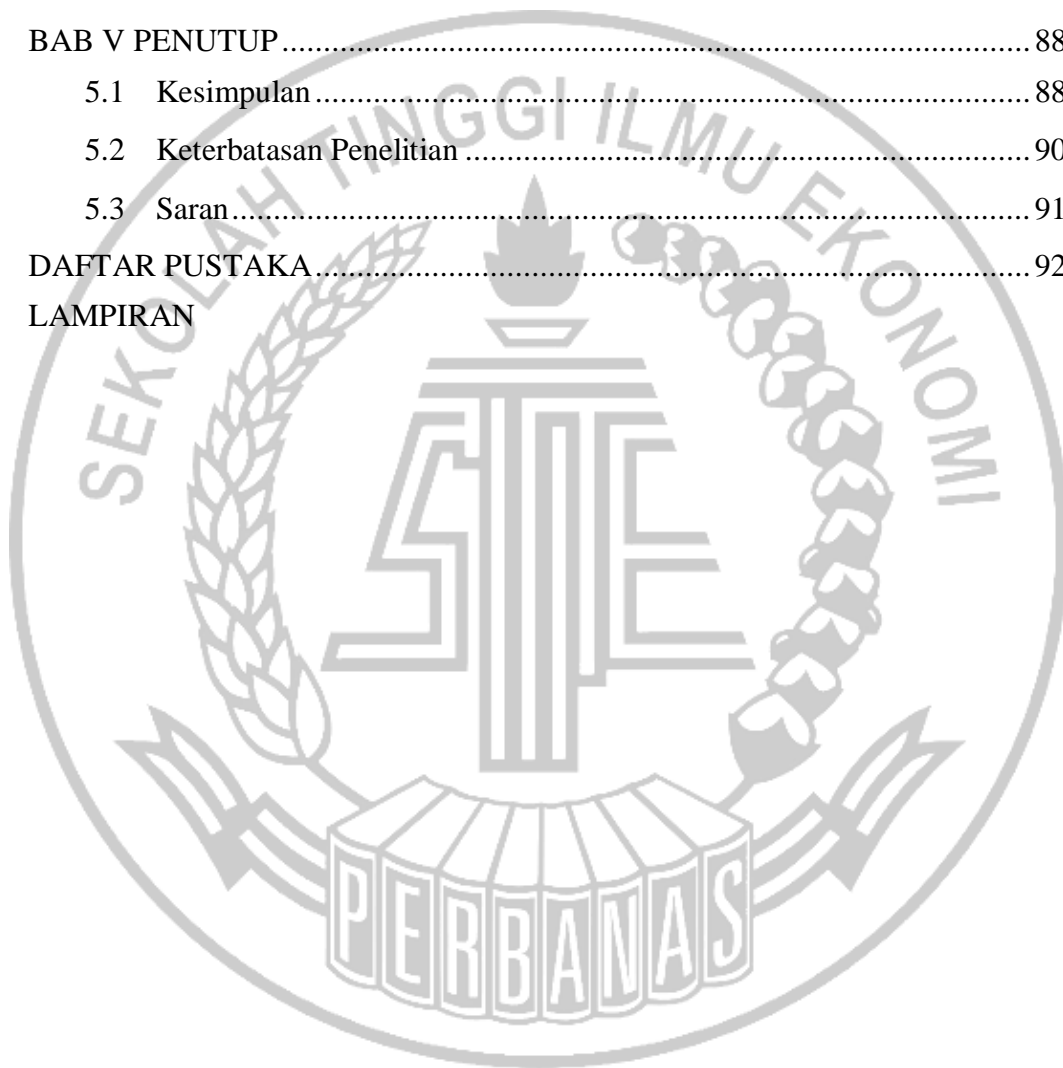 BAB V PENUTUP ........................................................................................ 88
5.1 Kesimpulan ........................................................................................ 88
5.2 Keterbatasan Penelitian ........................................................................ 90
5.3 Saran ................................................................................................ 91
DAFTAR PUSTAKA .................................................................................... 92
LAMPIRAN
SEKOLAH TINGGI ILMU EKONOMI
STIE
PERBANAS